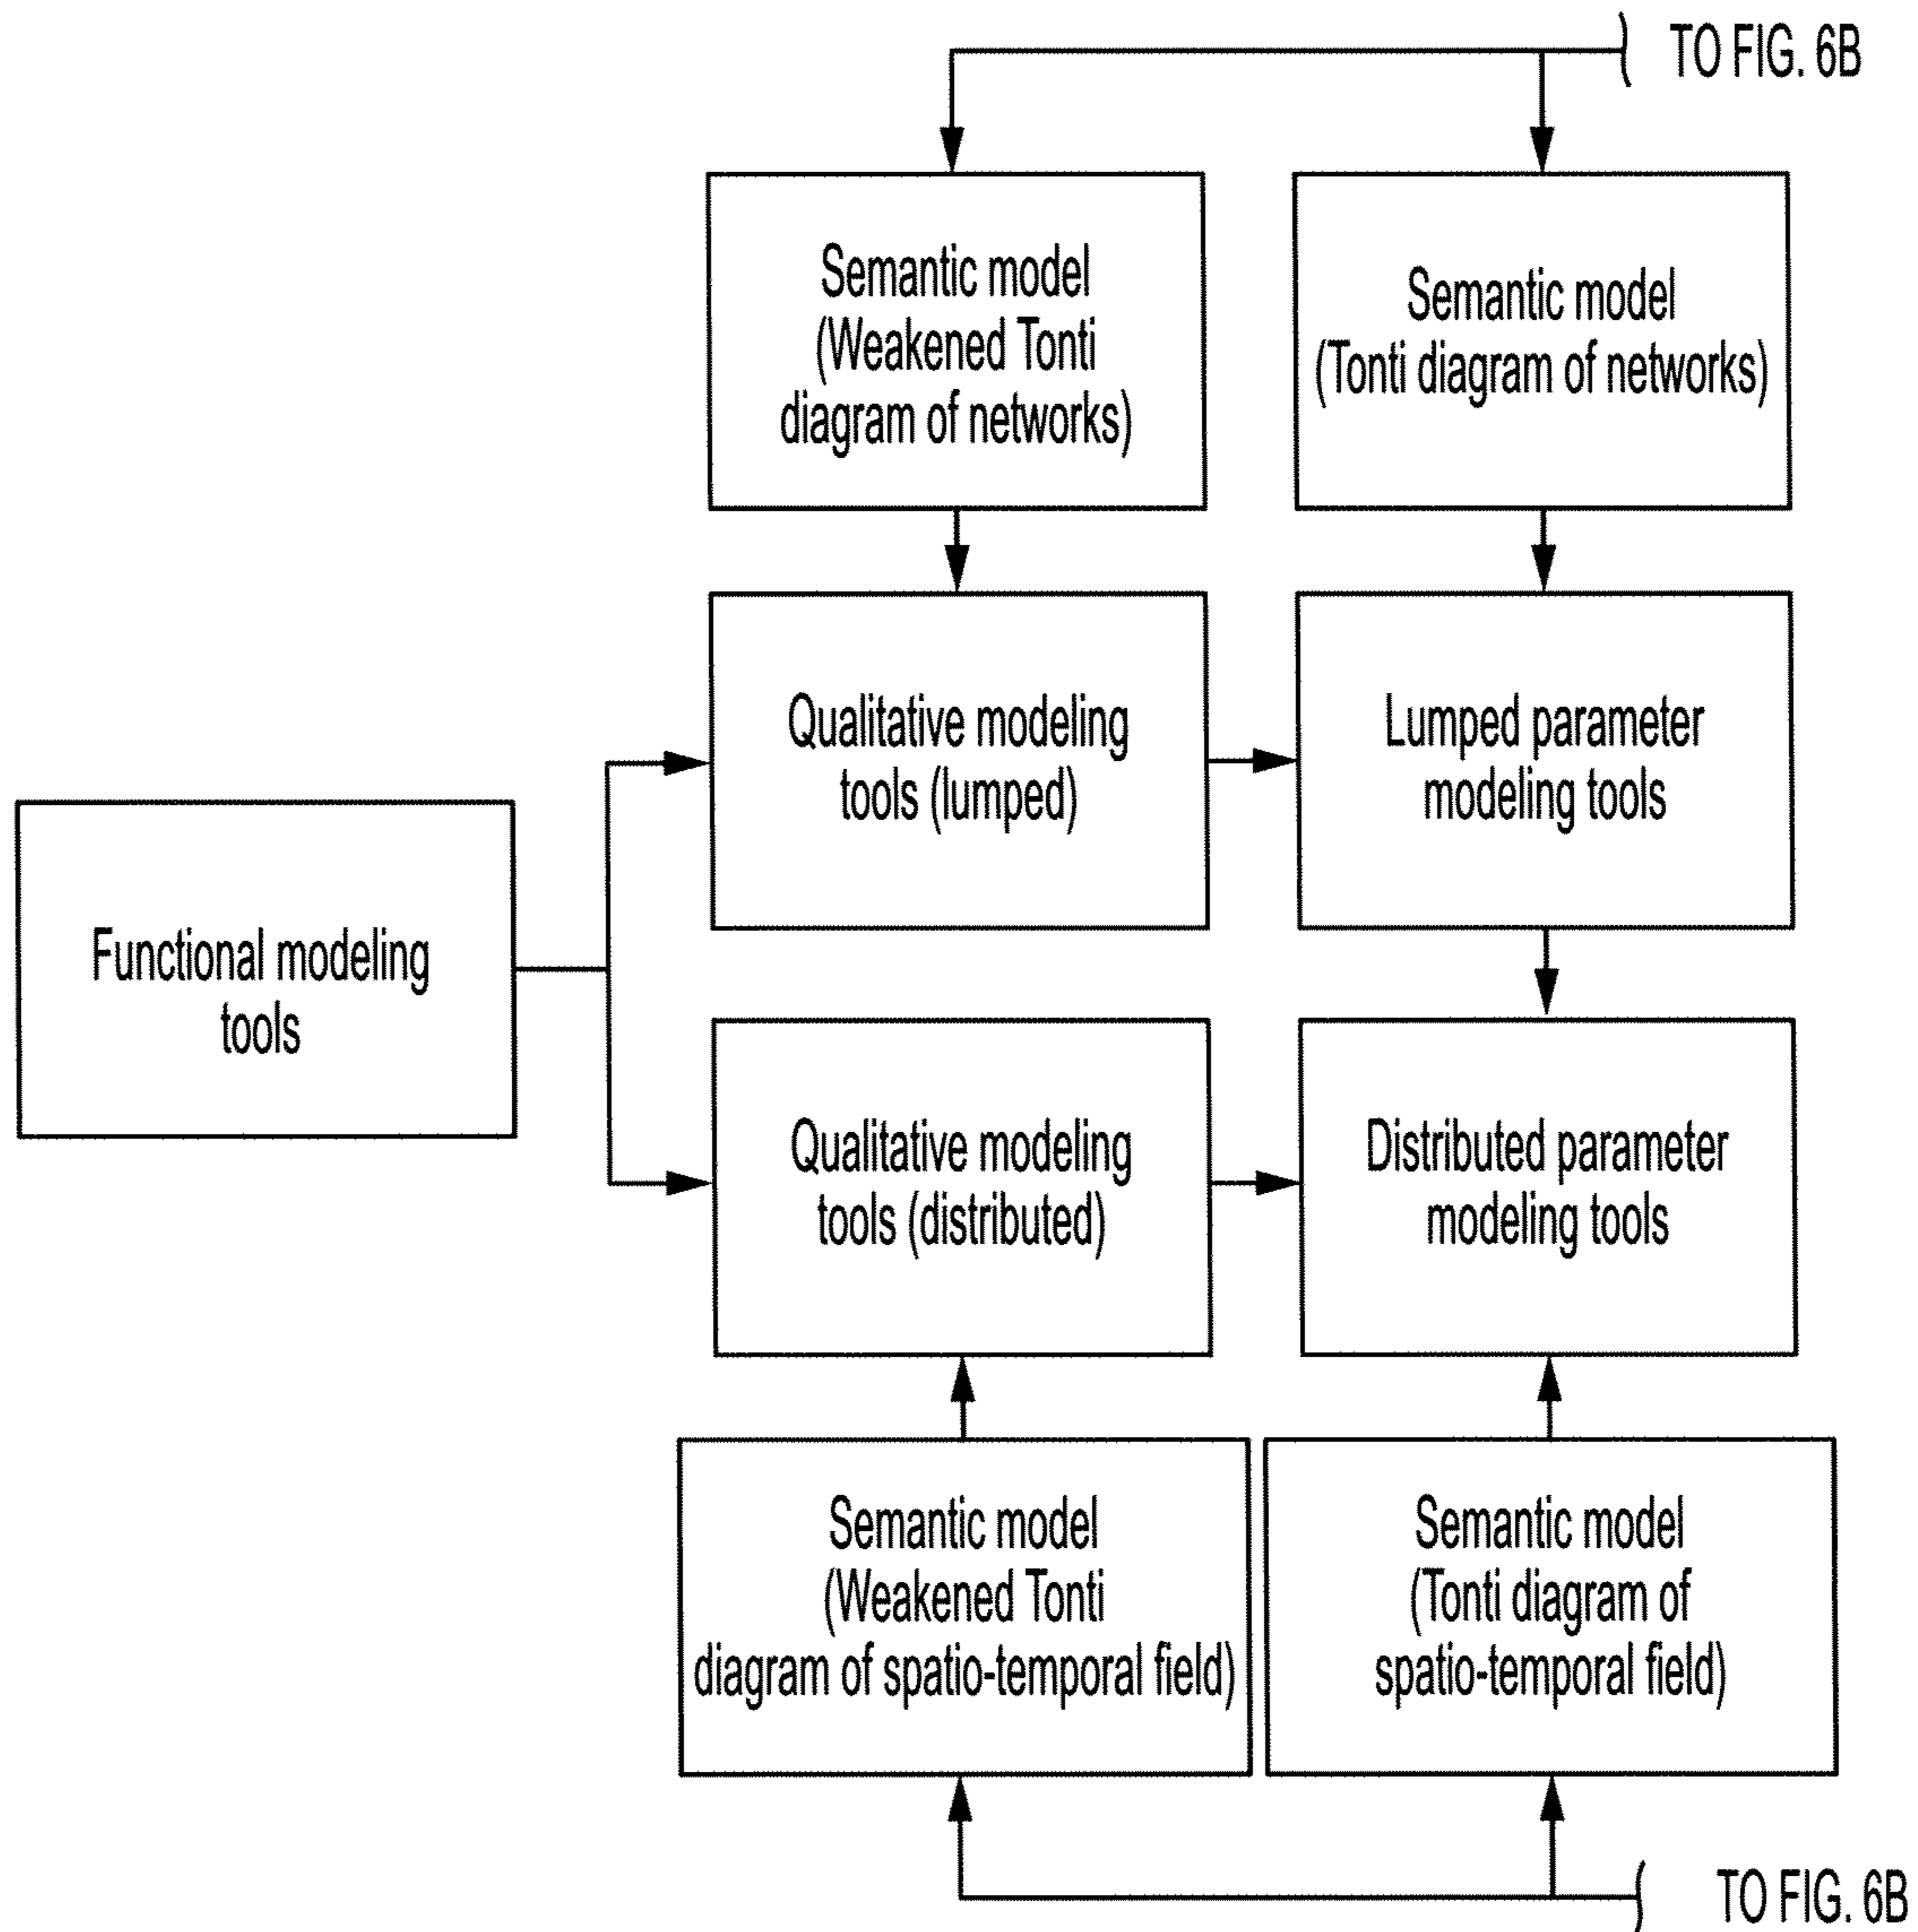 TO FIG. 6B
Semantic model
(Weakened Tonti
diagram of networks)
Semantic model
(Tonti diagram of networks)
Qualitative modeling
tools (lumped)
Lumped parameter
modeling tools
Functional modeling
tools
Qualitative modeling
tools (distributed)
Distributed parameter
modeling tools
Semantic model
(Weakened Tonti
diagram of spatio-temporal field)
Semantic model
(Tonti diagram of
spatio-temporal field)
TO FIG. 6B